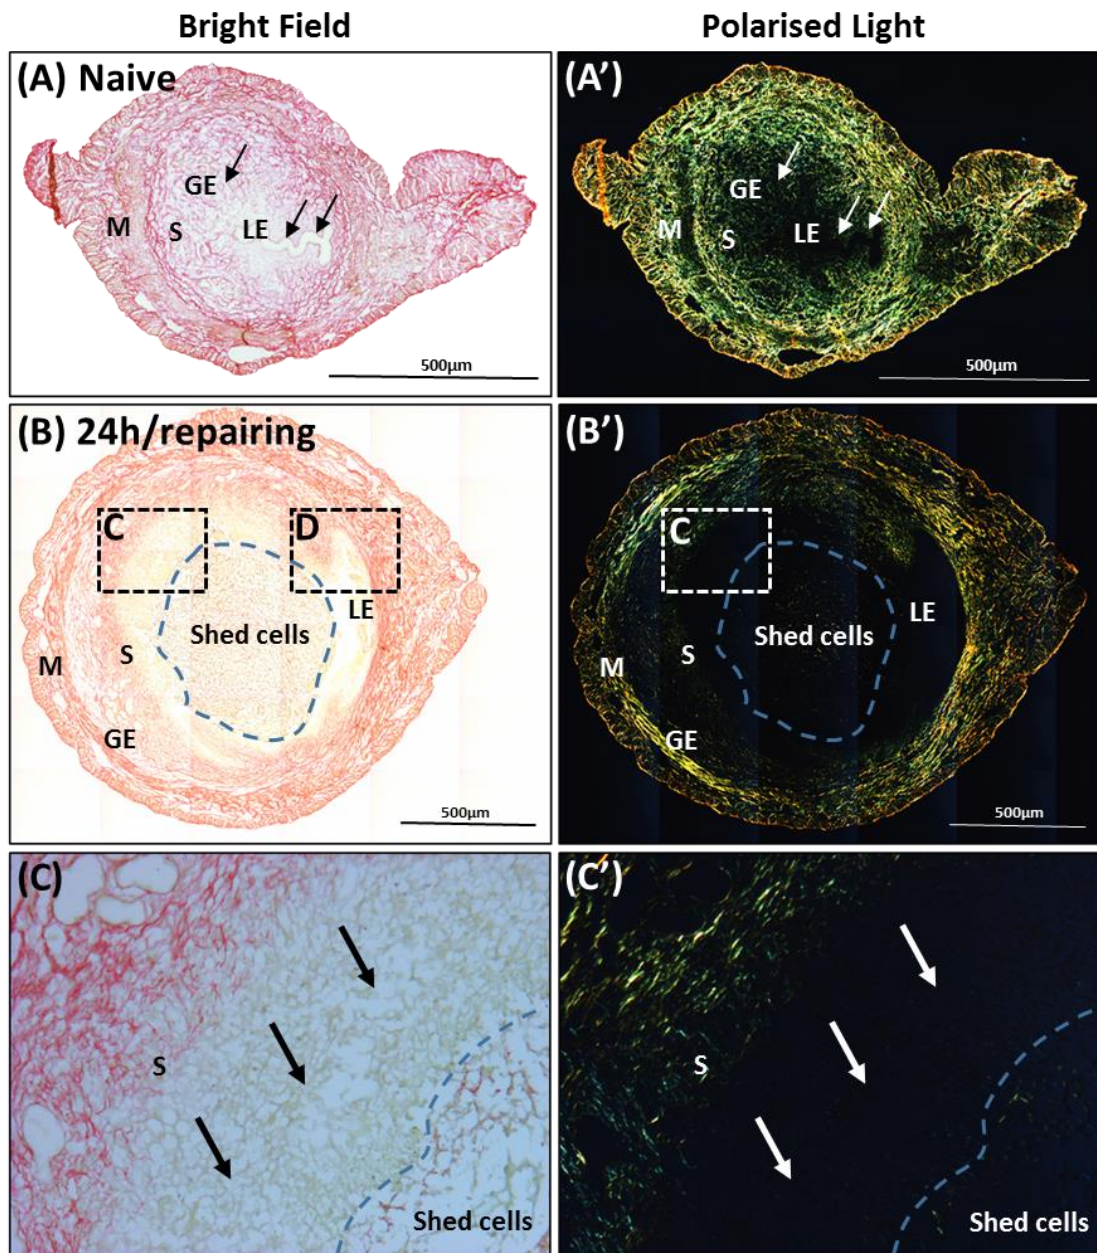 Bright Field
Polarised Light
(A) Naive
GE
M
S
LE
500µm
(A')
GE
M
S
LE
500µm
(B) 24h/repairing
C
D
LE
Shed cells
S
M
GE
500µm
(B')
C
LE
Shed cells
S
M
GE
500µm
(C)
S
Shed cells
(C')
S
Shed cells